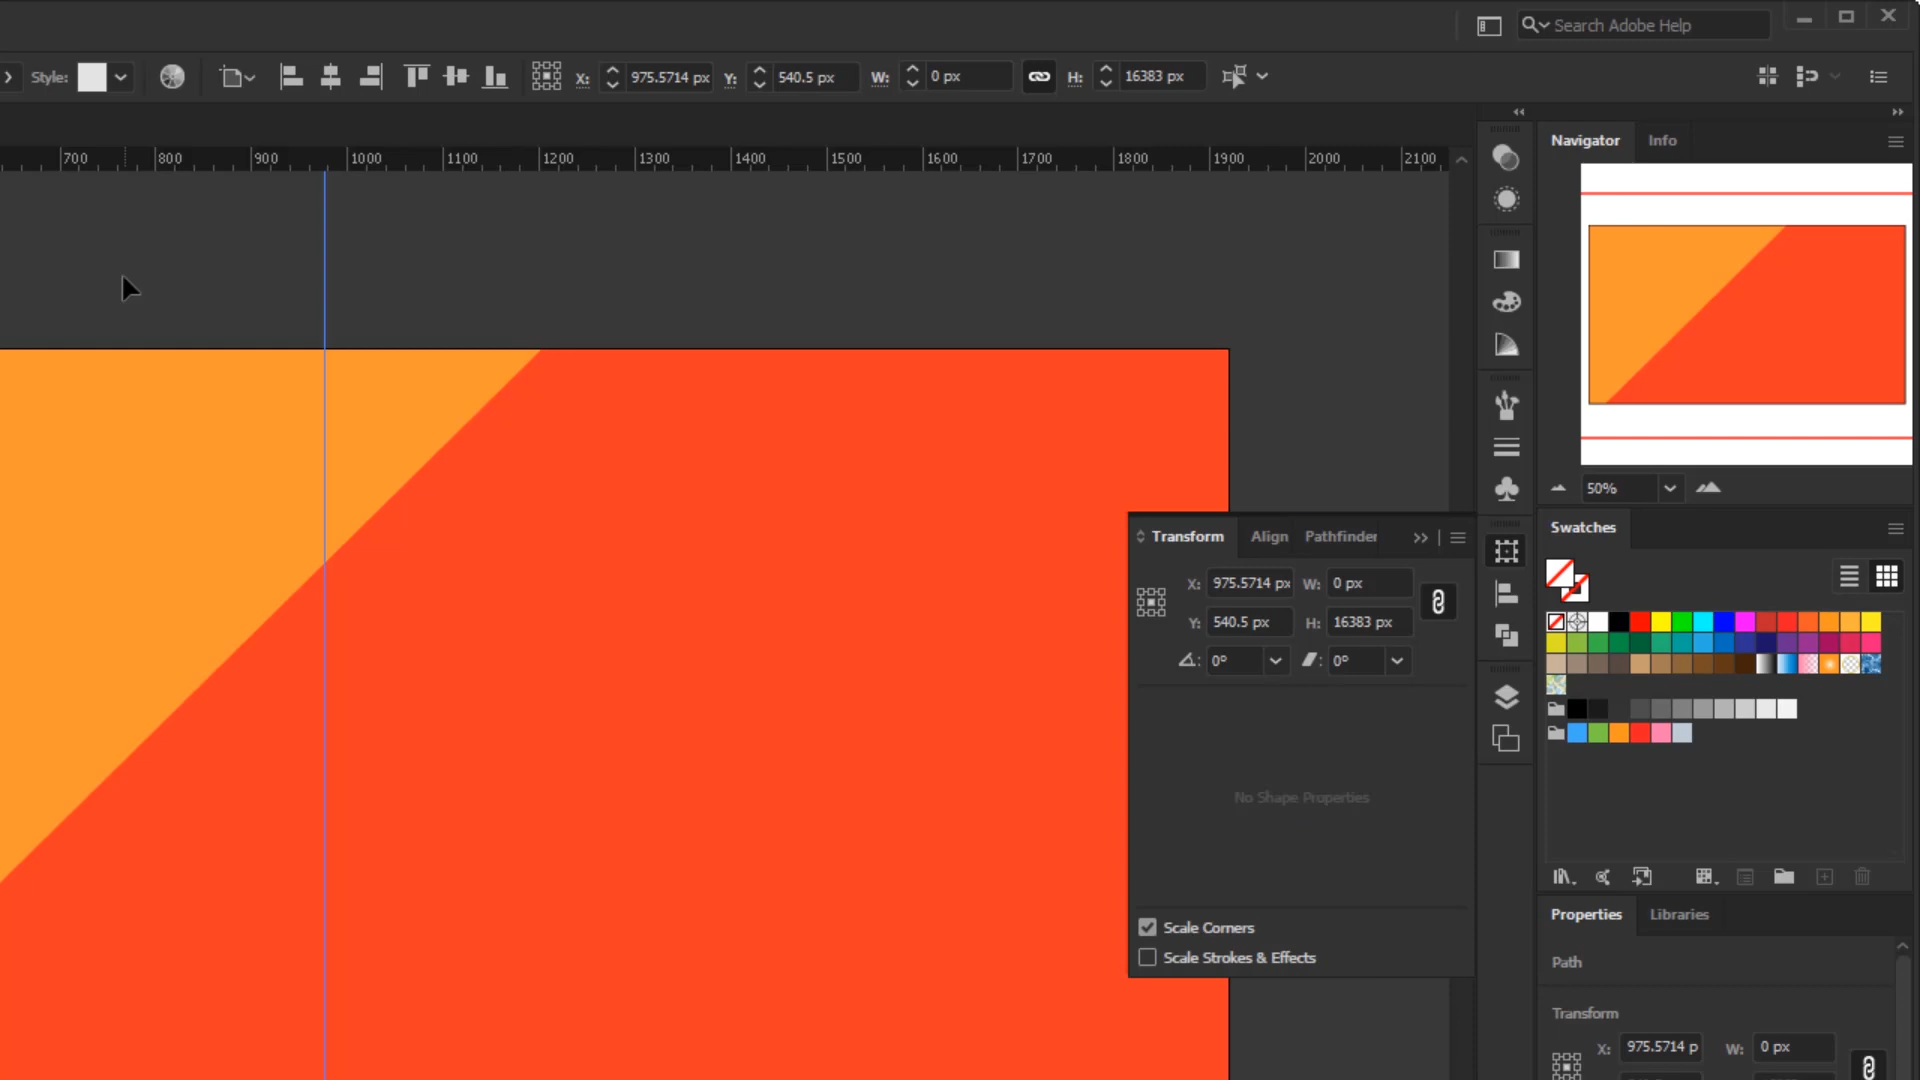 Search Adobe Help
Style:
X: 975.5714 px Y: 540.5 px W: 0 px H: 16383 px
700 800 900 1000 1100 1200 1300 1400 1500 1600 1700 1800 1900 2000 2100
Navigator Info
50%
Swatches
Transform Align Pathfinder
X: 975.5714 px W: 0 px
Y: 540.5 px H: 16383 px
0° 0°
No Shape Properties
Scale Corners
Scale Strokes & Effects
Properties Libraries
Path
Transform
X: 975.5714 p W: 0 px